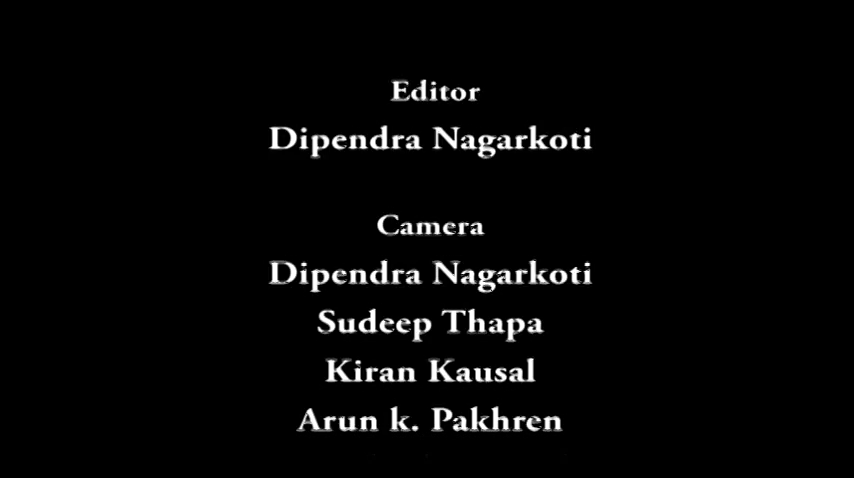 Editor
Dipendra Nagarkoti
Camera
Dipendra Nagarkoti
Sudeep Thapa
Kiran Kausal
Arun k. Pakhren